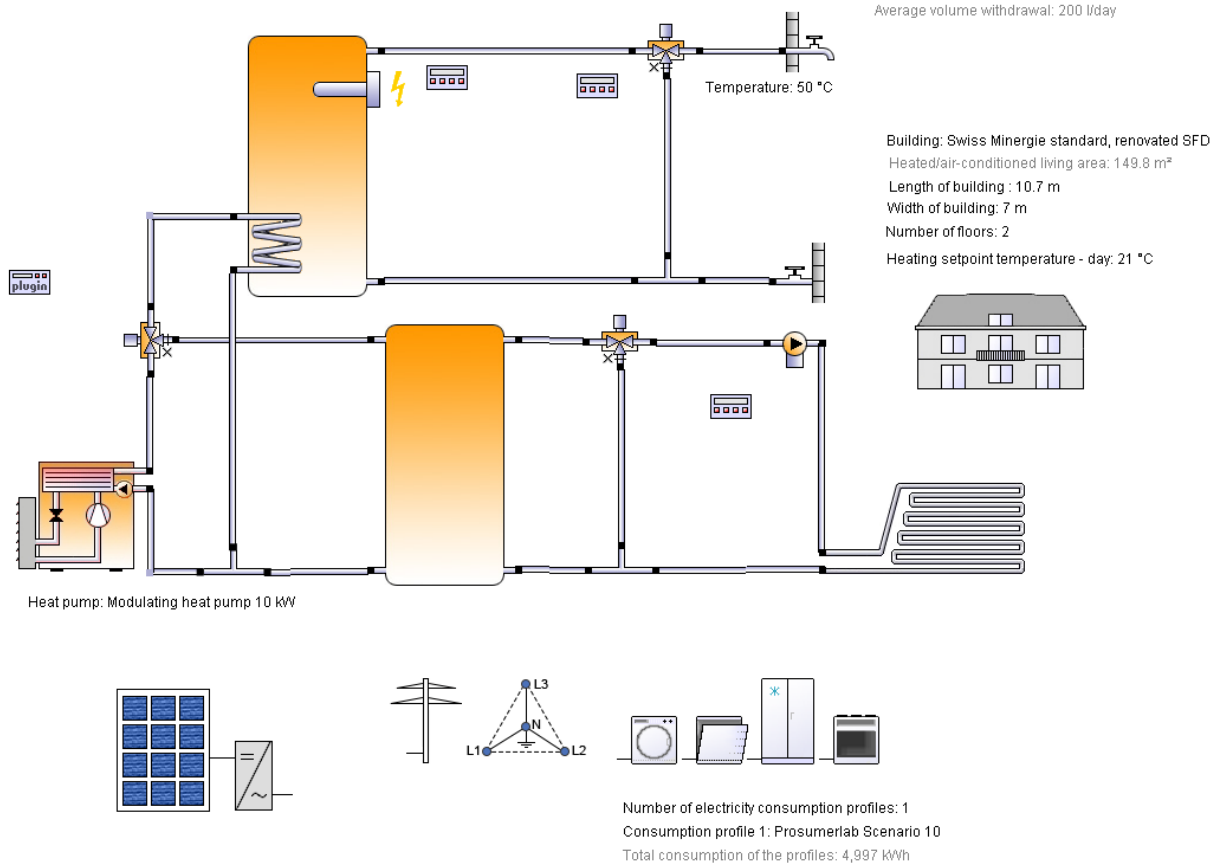 Average volume withdrawal: 200 l/day
Temperature: 50 °C
Building: Swiss Minergie standard, renovated SFD
Heated/air-conditioned living area: 149.8 m²
Length of building : 10.7 m
Width of building: 7 m
Number of floors: 2
Heating setpoint temperature - day: 21 °C
plugin
Heat pump: Modulating heat pump 10 kW
L3
N
L1
L2
Number of electricity consumption profiles: 1
Consumption profile 1: Prosumerlab Scenario 10
Total consumption of the profiles: 4,997 kWh